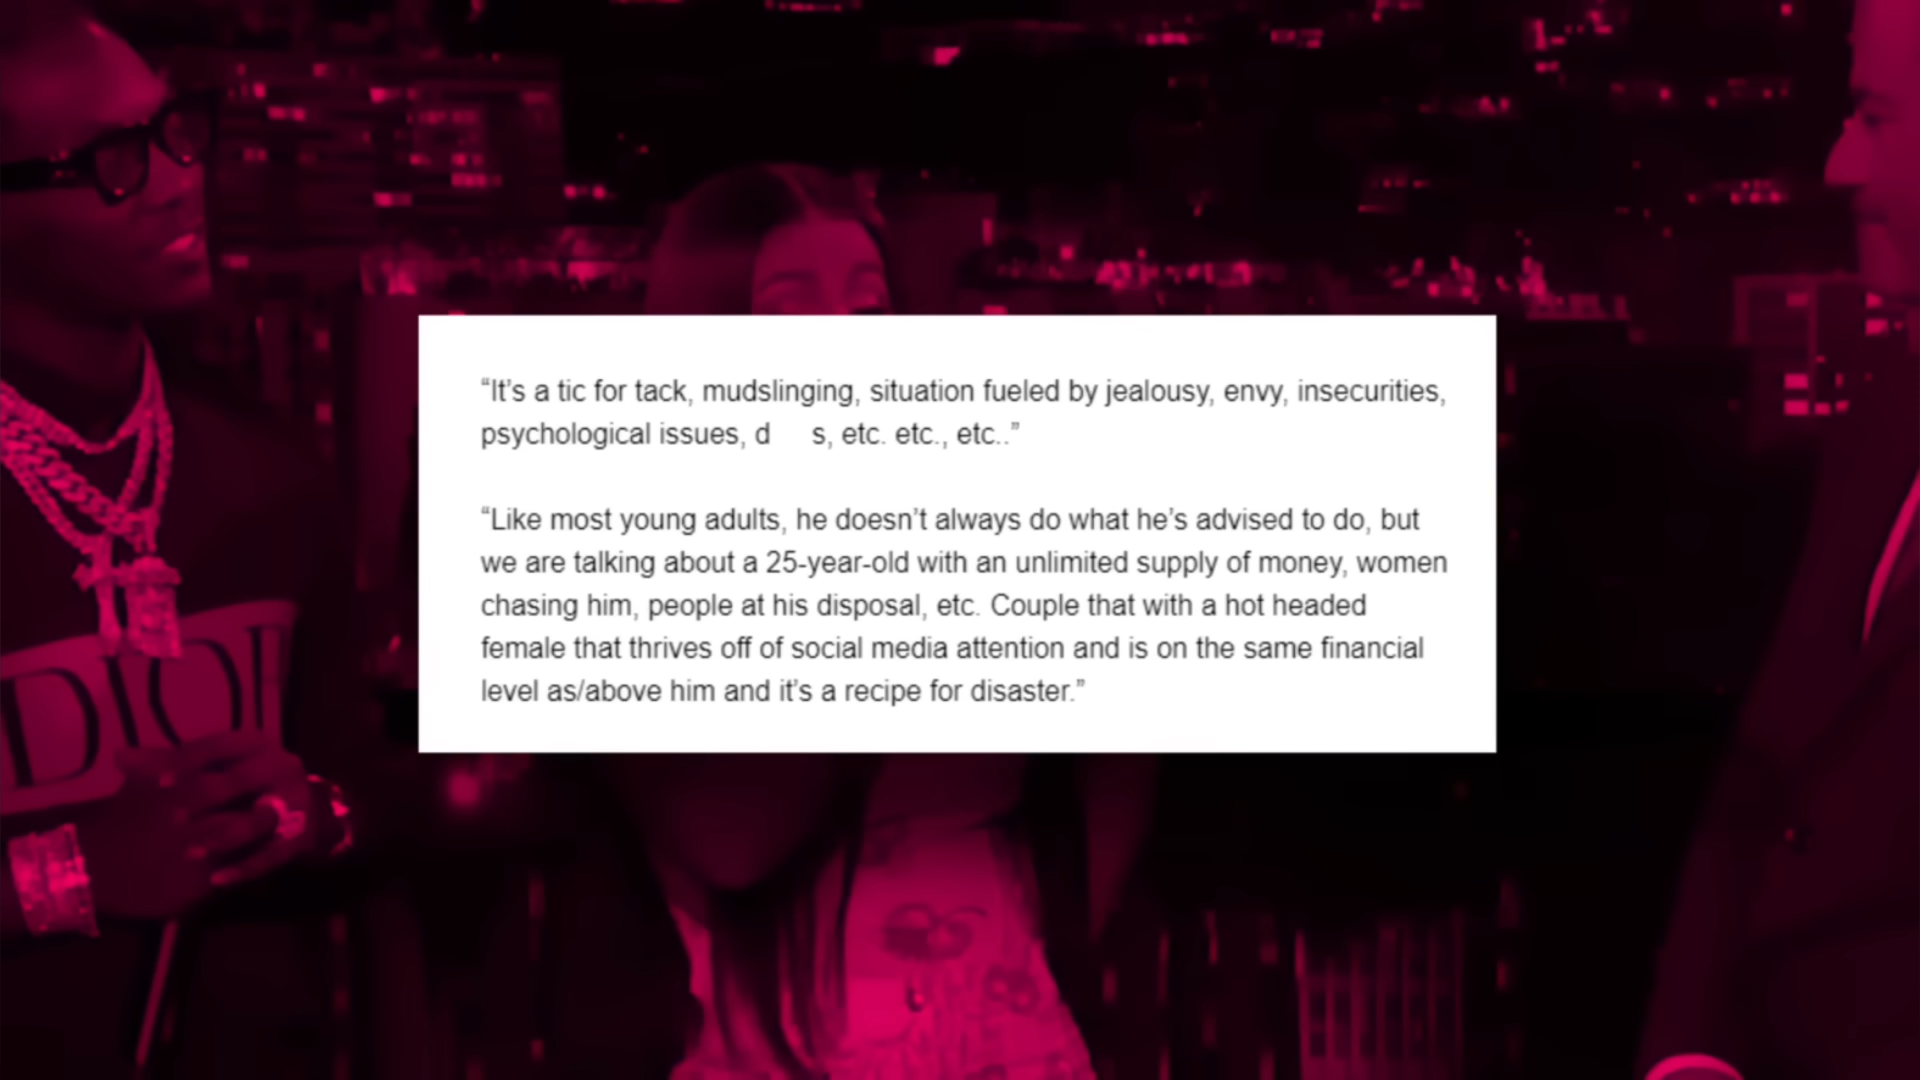 “It’s a tic for tack, mudslinging, situation fueled by jealousy, envy, insecurities,
psychological issues, d s, etc. etc., etc..”
“Like most young adults, he doesn’t always do what he’s advised to do, but
we are talking about a 25-year-old with an unlimited supply of money, women
chasing him, people at his disposal, etc. Couple that with a hot headed
female that thrives off of social media attention and is on the same financial
level as/above him and it’s a recipe for disaster.”
DIOR